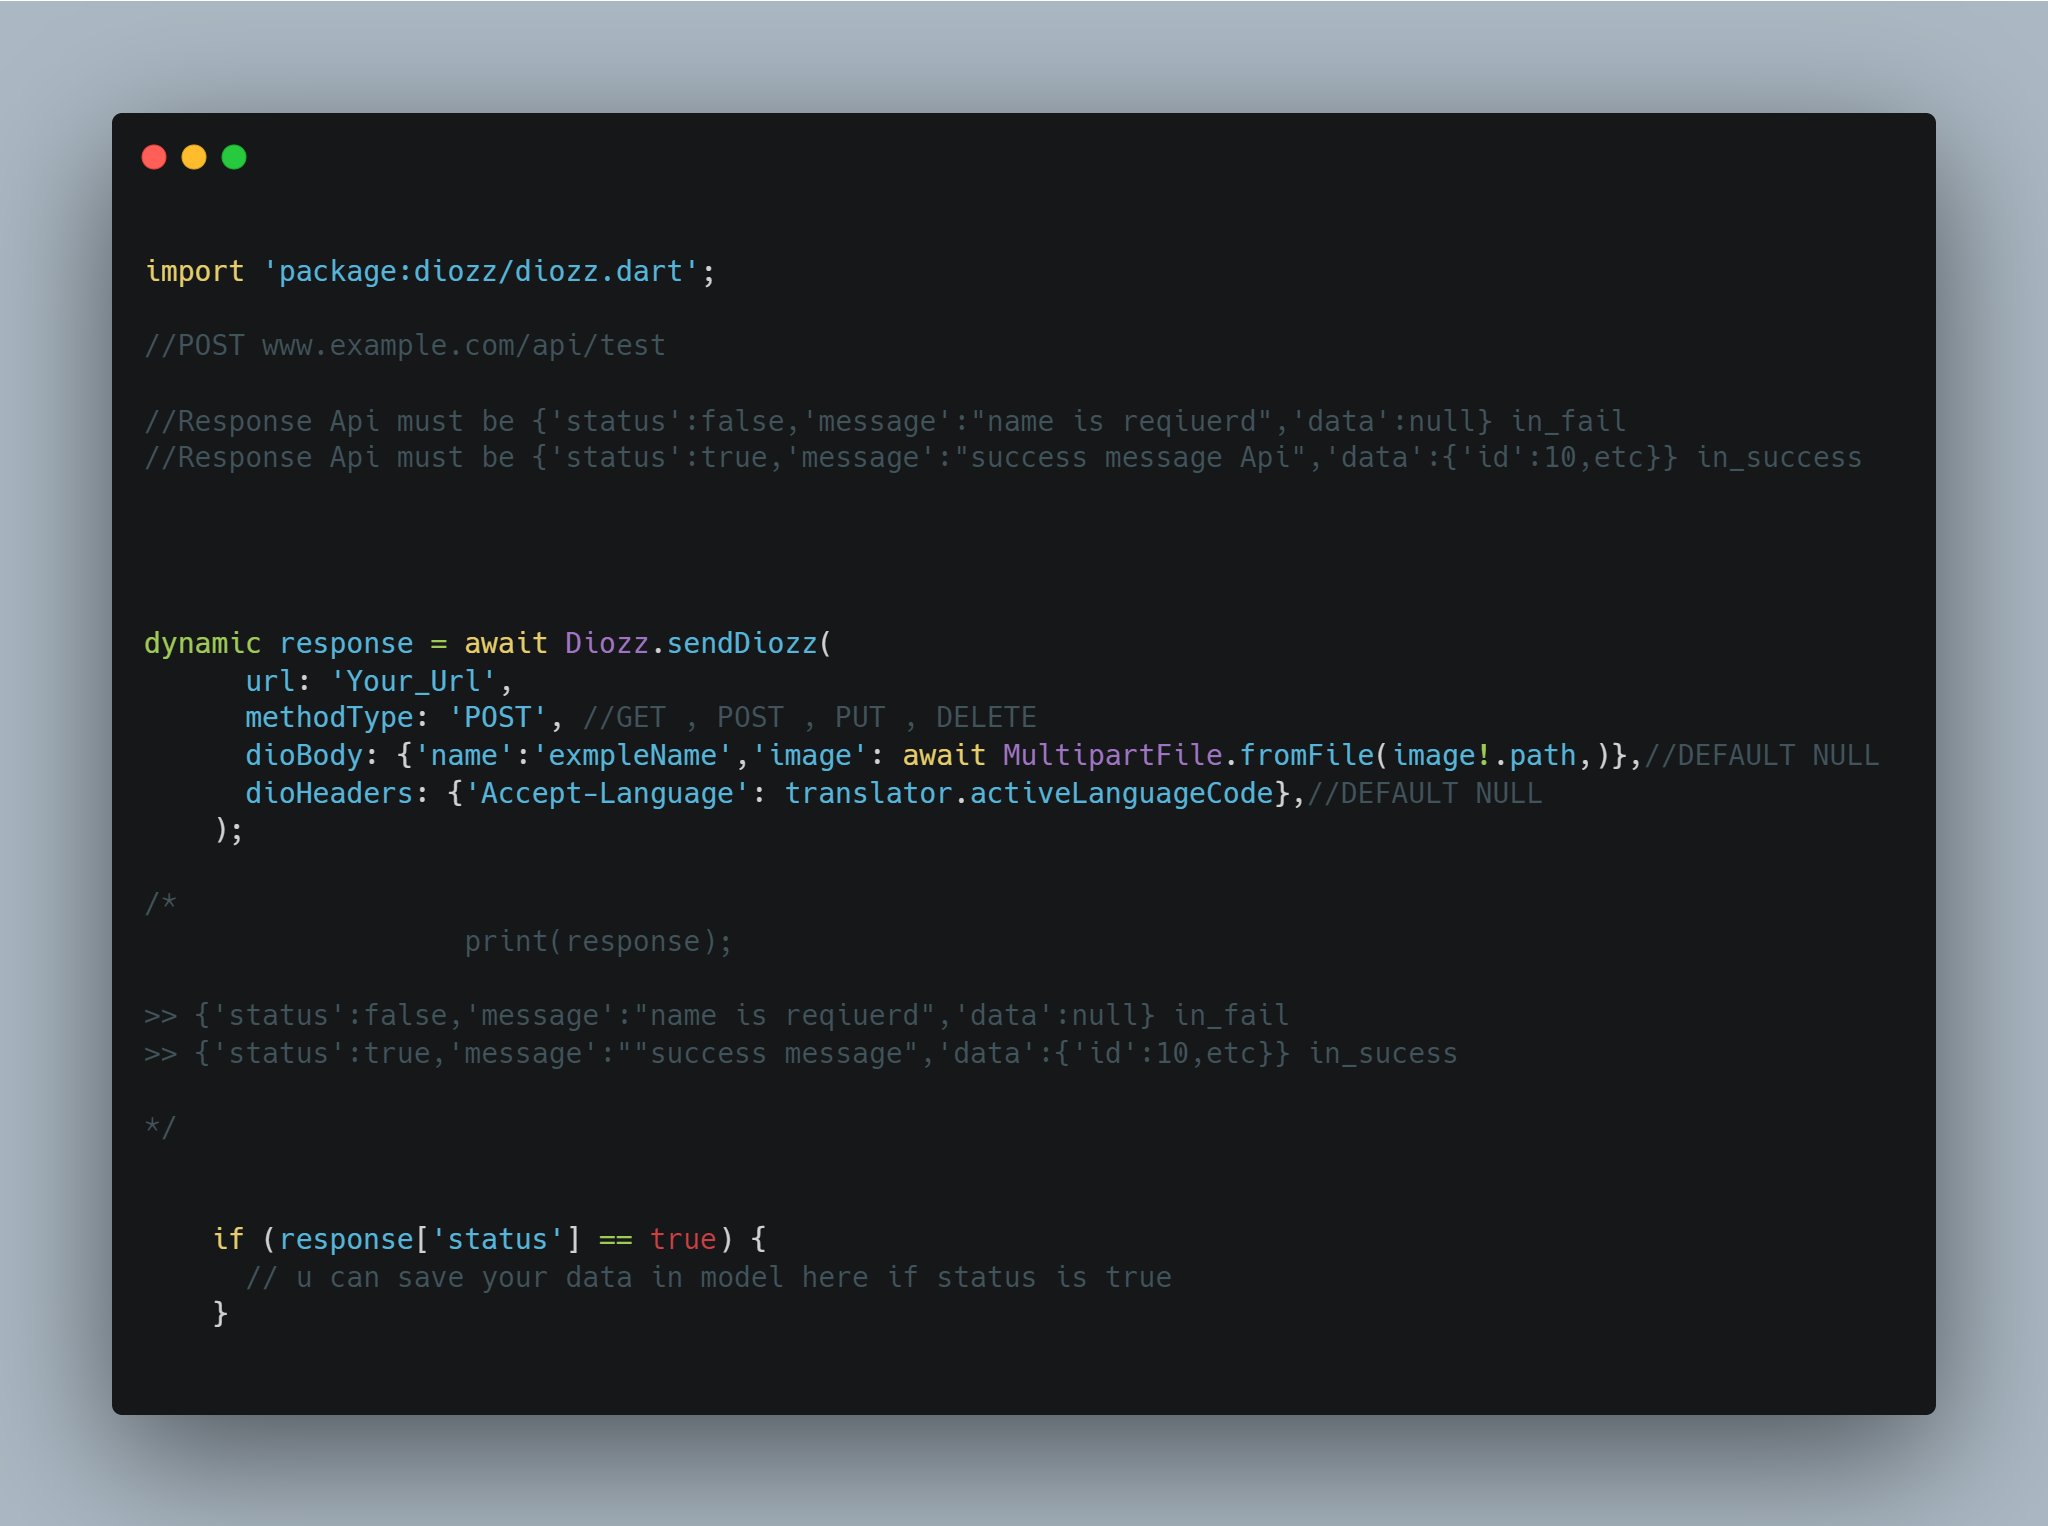 import 'package:diozz/diozz.dart';
//POST www.example.com/api/test
//Response Api must be {'status':false,'message':"name is reqiuerd",'data':null} in_fail
//Response Api must be {'status':true,'message':"success message Api",'data':{'id':10,etc}} in_success
dynamic response = await Diozz.sendDiozz(
      url: 'Your_Url',
      methodType: 'POST', //GET , POST , PUT , DELETE
      dioBody: {'name':'exmpleName','image': await MultipartFile.fromFile(image!.path,)},//DEFAULT NULL
      dioHeaders: {'Accept-Language': translator.activeLanguageCode},//DEFAULT NULL
    );
/*
                   print(response);
>> {'status':false,'message':"name is reqiuerd",'data':null} in_fail
>> {'status':true,'message':""success message",'data':{'id':10,etc}} in_sucess
*/
    if (response['status'] == true) {
      // u can save your data in model here if status is true
    }